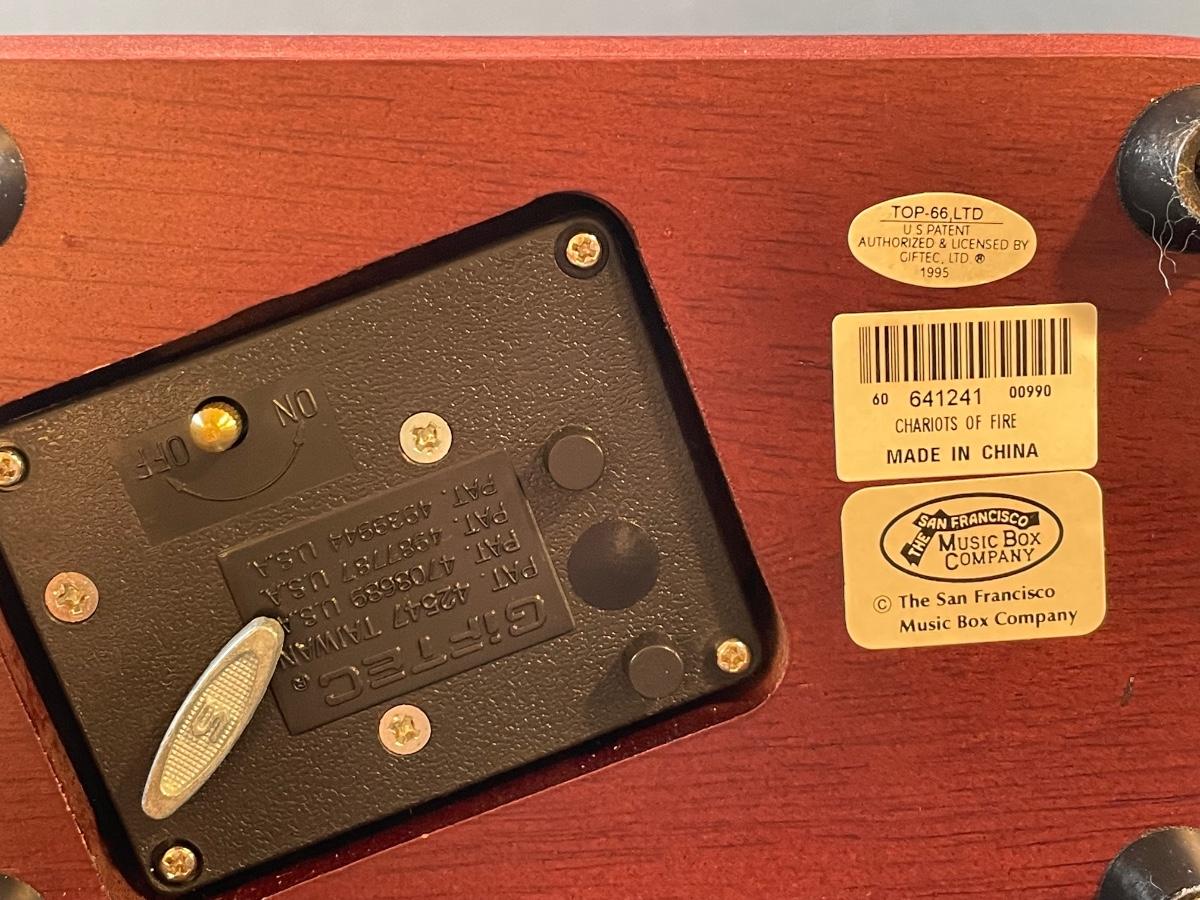 TOP-66,LTD
U S PATENT
AUTHORIZED & LICENSED BY
GIFTEC, LTD ®
1995
60 641241 00990
CHARIOTS OF FIRE
MADE IN CHINA
THE SAN FRANCISCO
MUSIC BOX
COMPANY
© The San Francisco
Music Box Company
ON
OFF
GiFTEC®
PAT. 42547 TAIWAN
PAT. 4708689 U.S.A.
PAT. 4987787 U.S.A.
PAT. 4939944 U.S.A.
S